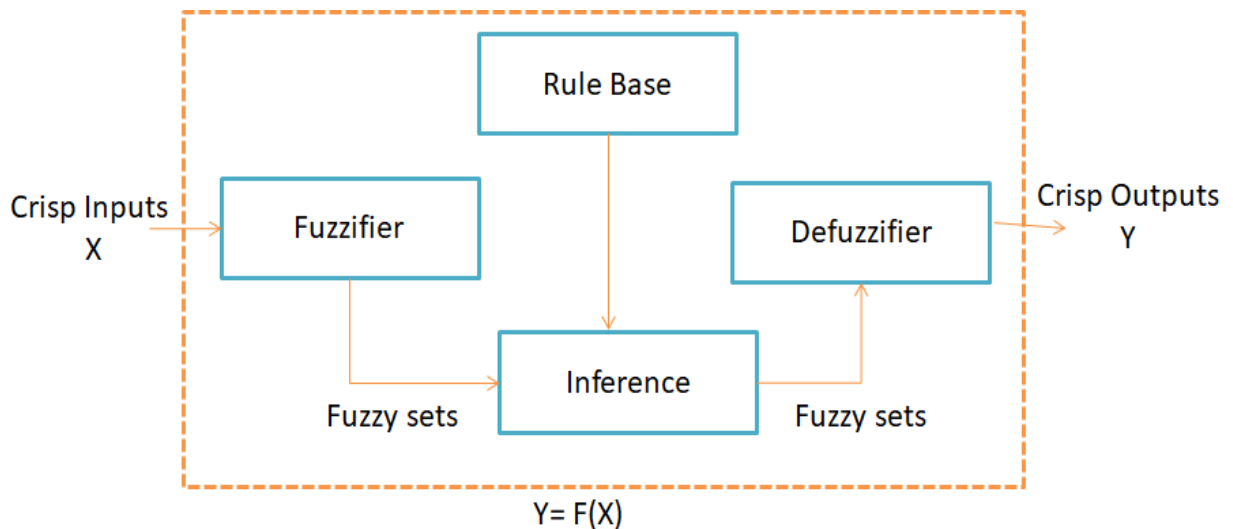 Rule Base
Crisp Inputs
X
Fuzzifier
Defuzzifier
Crisp Outputs
Y
Inference
Fuzzy sets
Fuzzy sets
Y= F(X)